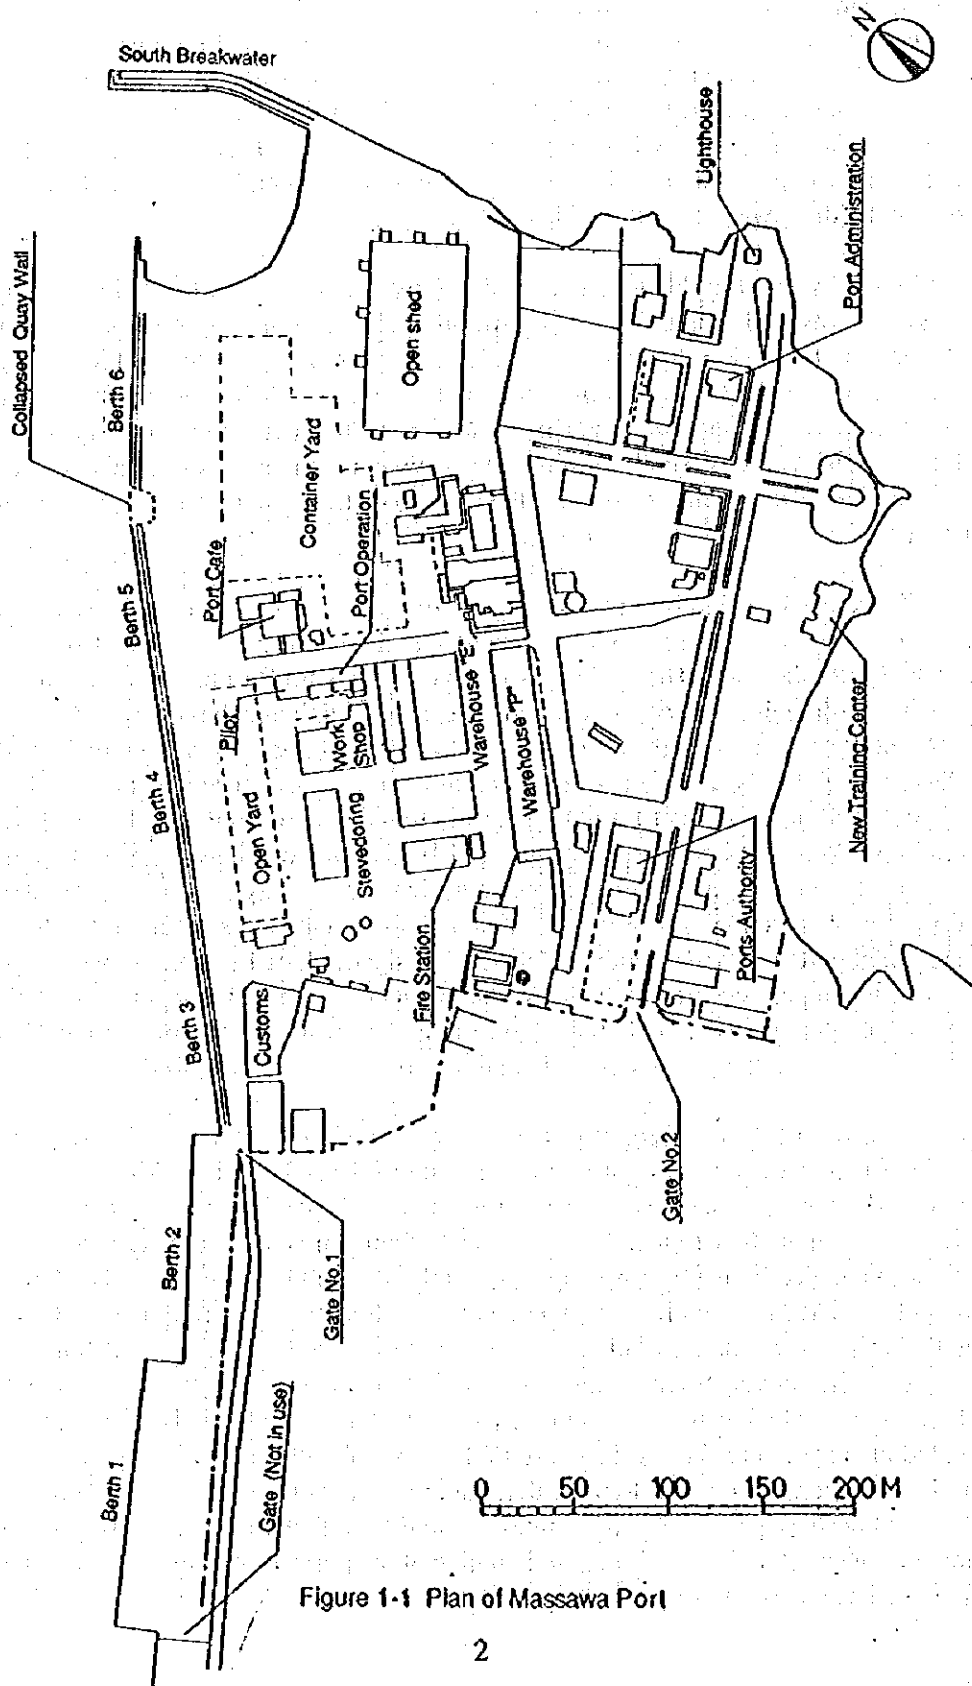 South Breakwater
N
Lighthouse
Port Administration
Collapsed Quay Wall
Berth 6
Open shed
Container Yard
Port Cafe
Port Operation
Berth 5
Pilot
Work
Shop
Warehouse "E"
Warehouse "P"
New Training Center
Berth 4
Open Yard
Stevedoring
Fire Station
Ports Authority
Berth 3
Customs
Gate No.2
Berth 2
Gate No.1
Berth 1
Gate (Not in use)
0 50 100 150 200 M
Figure 1-1 Plan of Massawa Port
2